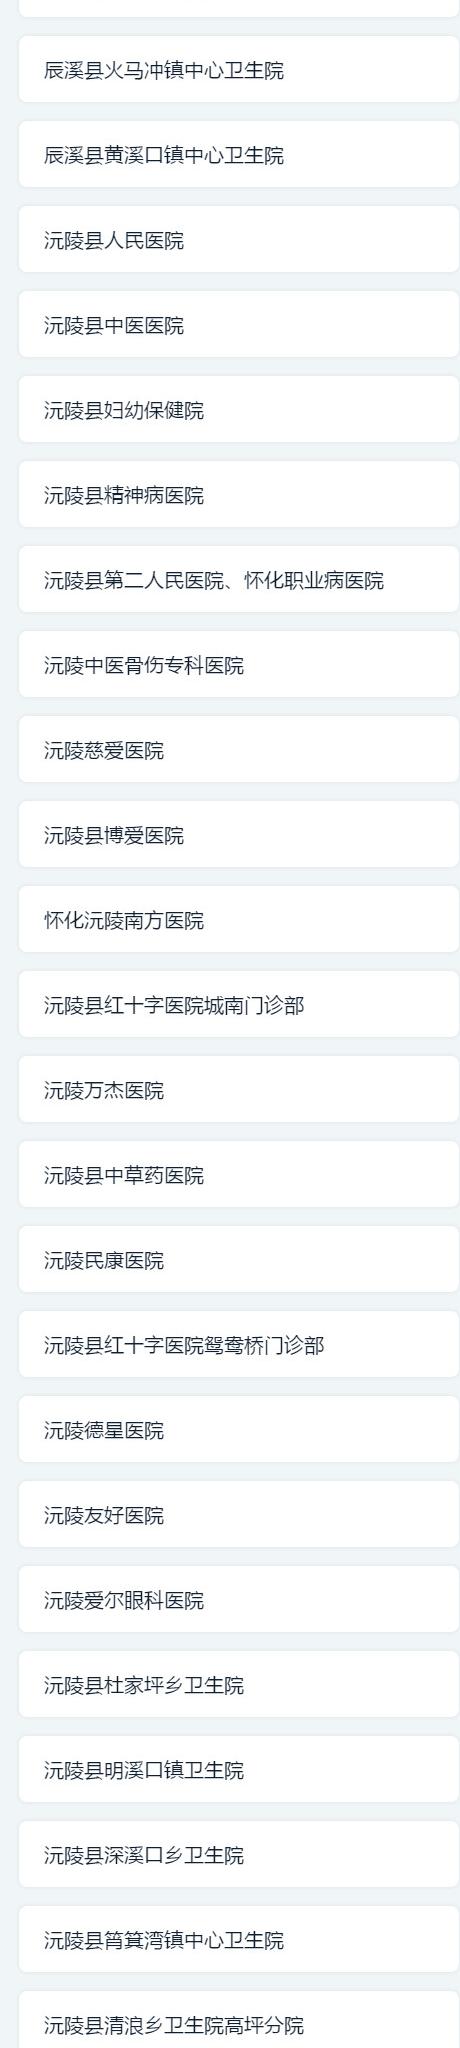 辰溪县火马冲镇中心卫生院
辰溪县黄溪口镇中心卫生院
沅陵县人民医院
沅陵县中医医院
沅陵县妇幼保健院
沅陵县精神病医院
沅陵县第二人民医院、怀化职业病医院
沅陵中医骨伤专科医院
沅陵慈爱医院
沅陵县博爱医院
怀化沅陵南方医院
沅陵县红十字医院城南门诊部
沅陵万杰医院
沅陵县中草药医院
沅陵民康医院
沅陵县红十字医院鸳鸯桥门诊部
沅陵德星医院
沅陵友好医院
沅陵爱尔眼科医院
沅陵县杜家坪乡卫生院
沅陵县明溪口镇卫生院
沅陵县深溪口乡卫生院
沅陵县筲箕湾镇中心卫生院
沅陵县清浪乡卫生院高坪分院